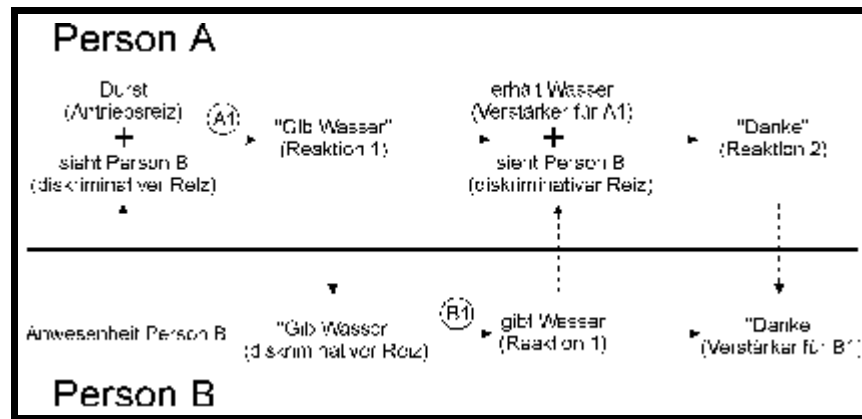 Person A
Durst
(Antriebsreiz)
+
sieht Person B
(diskriminativer Reiz)
A1
"Gib Wasser"
(Reaktion 1)
erhält Wasser
(Verstärker für A1)
+
sieht Person B
(diskriminativer Reiz)
"Danke"
(Reaktion 2)
Anwesenheit Person B
"Gib Wasser
(diskriminativer Reiz)
B1
gibt Wasser
(Reaktion 1)
"Danke
(Verstärker für B1)
Person B